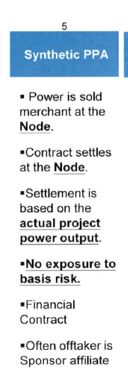 5
Synthetic PPA
▪ Power is sold
merchant at the
Node.
▪Contract settles
at the Node.
▪Settlement is
based on the
actual project
power output.
▪No exposure to
basis risk.
▪Financial
Contract
▪Often offtaker is
Sponsor affiliate